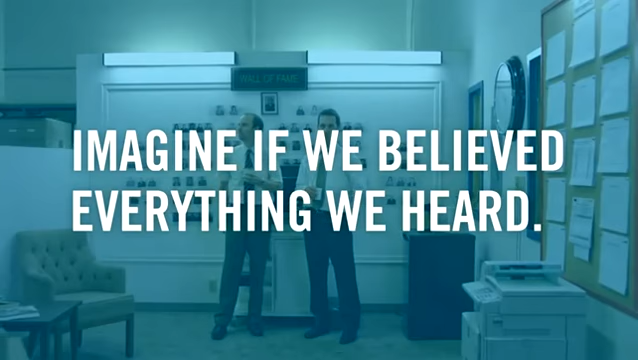 WALL OF FAME
IMAGINE IF WE BELIEVED
EVERYTHING WE HEARD.